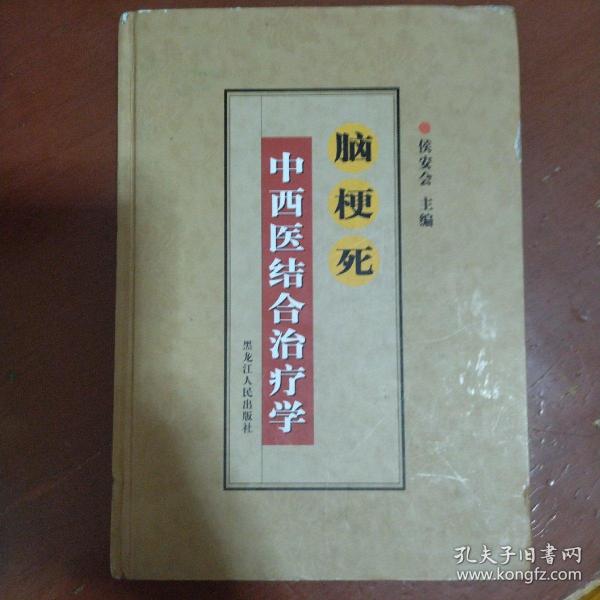 侯安会 主编
脑梗死
中西医结合治疗学
黑龙江人民出版社
孔夫子旧书网
www.kongfz.com